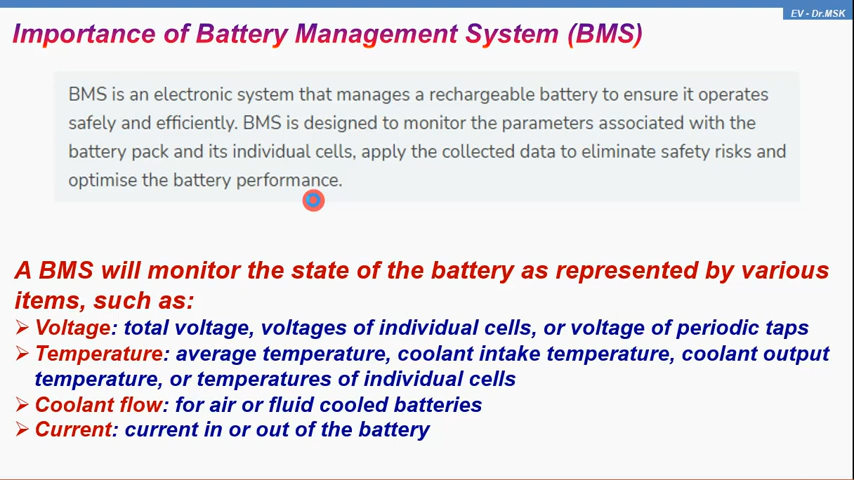 EV - Dr.MSK
Importance of Battery Management System (BMS)
BMS is an electronic system that manages a rechargeable battery to ensure it operates
safely and efficiently. BMS is designed to monitor the parameters associated with the
battery pack and its individual cells, apply the collected data to eliminate safety risks and
optimise the battery performance.
A BMS will monitor the state of the battery as represented by various
items, such as:
➢ Voltage: total voltage, voltages of individual cells, or voltage of periodic taps
➢ Temperature: average temperature, coolant intake temperature, coolant output
temperature, or temperatures of individual cells
➢ Coolant flow: for air or fluid cooled batteries
➢ Current: current in or out of the battery